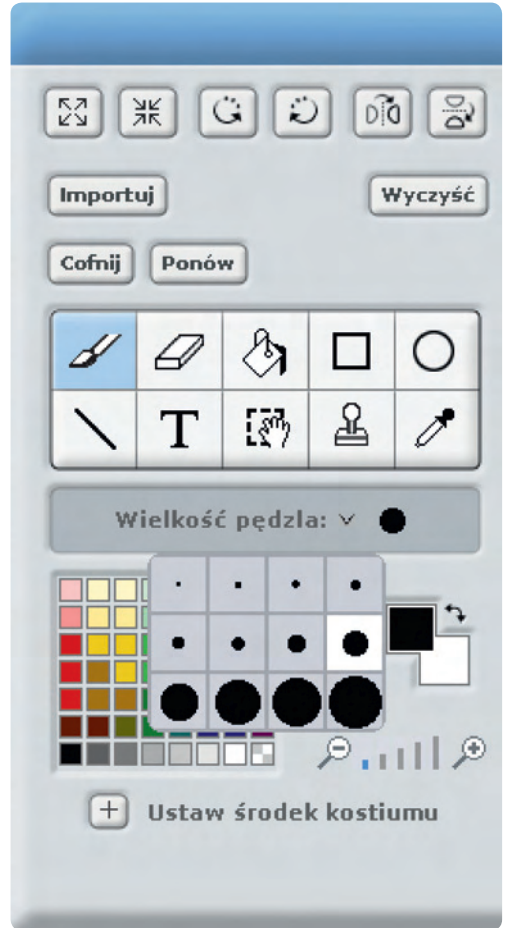 Importuj
Wyczyść
Cofnij
Ponów
T
Wielkość pędzla:
Ustaw środek kostiumu